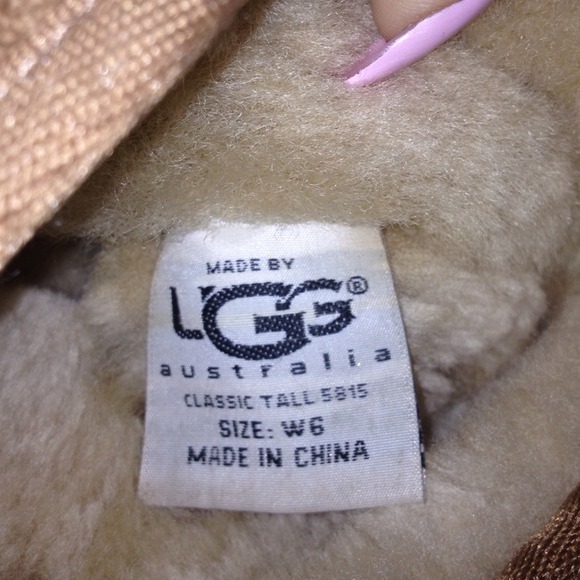 MADE BY
UGG®
australia
CLASSIC TALL 5815
SIZE: W6
MADE IN CHINA